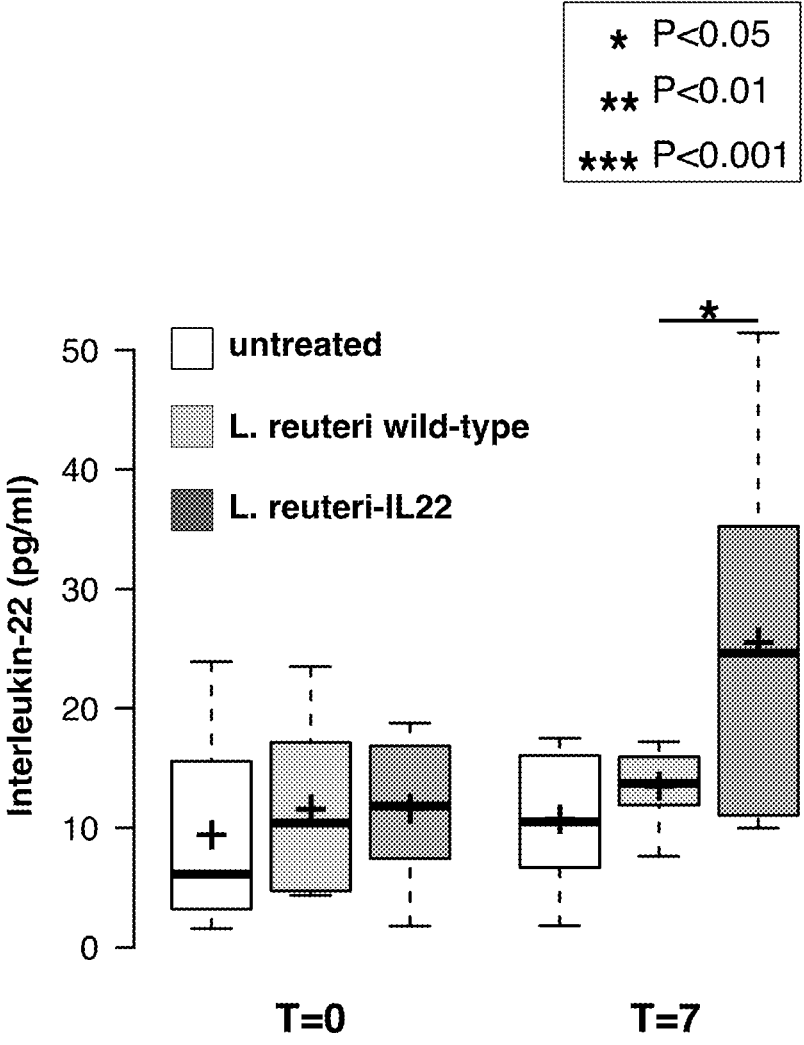 * P<0.05
** P<0.01
*** P<0.001
*
untreated
L. reuteri wild-type
L. reuteri-IL22
Interleukin-22 (pg/ml)
50
40
30
20
10
0
T=0
T=7